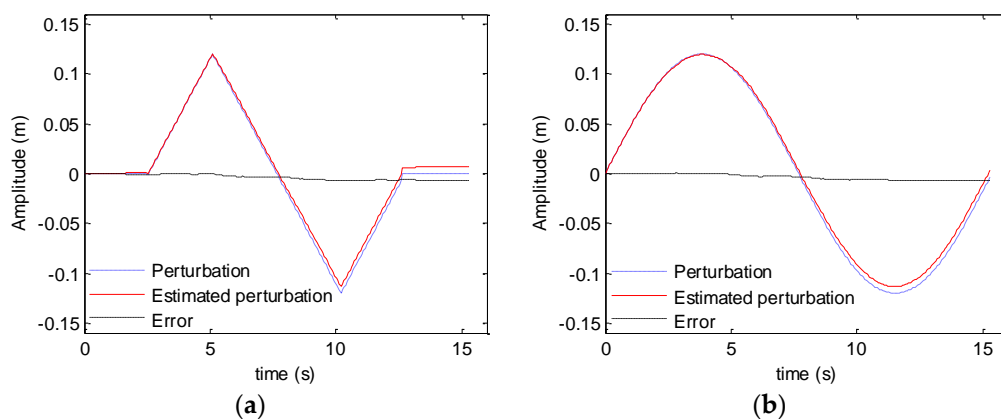 0.15
0.1
0.05
0
-0.05
-0.1
-0.15
Amplitude (m)
Perturbation
Estimated perturbation
Error
0 5 10 15
time (s)
(a)
0.15
0.1
0.05
0
-0.05
-0.1
-0.15
Amplitude (m)
Perturbation
Estimated perturbation
Error
0 5 10 15
time (s)
(b)